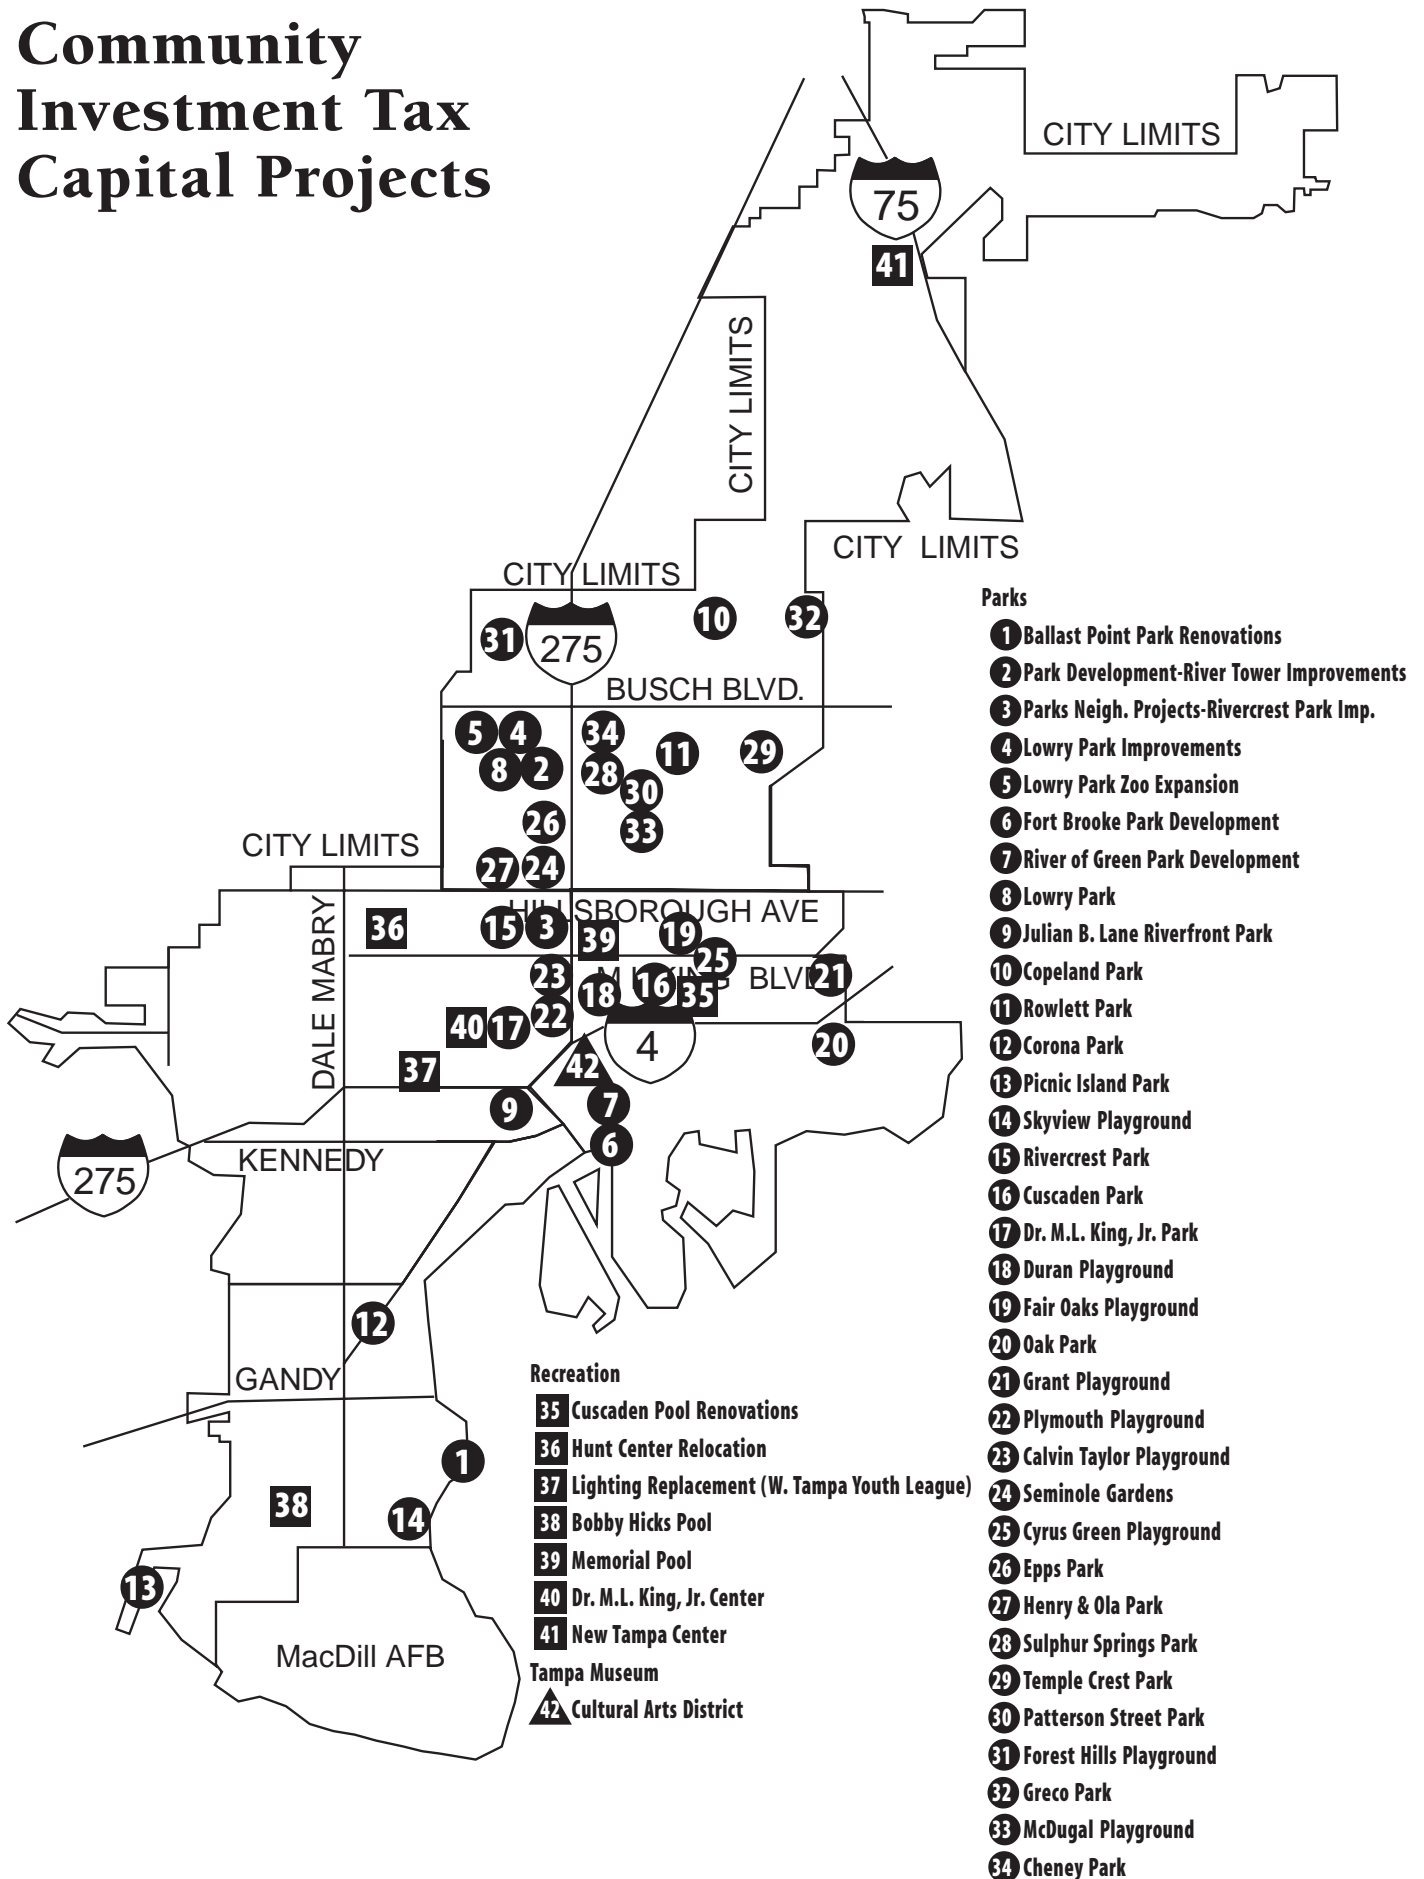 Community
Investment Tax
Capital Projects
CITY LIMITS
75
41
CITY LIMITS
CITY LIMITS
CITY LIMITS
10
32
31
275
BUSCH BLVD.
5
4
34
11
29
8
2
28
30
26
33
CITY LIMITS
27
24
HILLSBOROUGH AVE
DALE MABRY
36
15
3
39
19
25
M L KING BLVD
23
16
21
18
35
40
17
22
4
20
42
37
9
7
6
KENNEDY
275
12
GANDY
1
38
14
13
MacDill AFB
Recreation
35 Cuscaden Pool Renovations
36 Hunt Center Relocation
37 Lighting Replacement (W. Tampa Youth League)
38 Bobby Hicks Pool
39 Memorial Pool
40 Dr. M.L. King, Jr. Center
41 New Tampa Center
Tampa Museum
42 Cultural Arts District
Parks
1 Ballast Point Park Renovations
2 Park Development-River Tower Improvements
3 Parks Neigh. Projects-Rivercrest Park Imp.
4 Lowry Park Improvements
5 Lowry Park Zoo Expansion
6 Fort Brooke Park Development
7 River of Green Park Development
8 Lowry Park
9 Julian B. Lane Riverfront Park
10 Copeland Park
11 Rowlett Park
12 Corona Park
13 Picnic Island Park
14 Skyview Playground
15 Rivercrest Park
16 Cuscaden Park
17 Dr. M.L. King, Jr. Park
18 Duran Playground
19 Fair Oaks Playground
20 Oak Park
21 Grant Playground
22 Plymouth Playground
23 Calvin Taylor Playground
24 Seminole Gardens
25 Cyrus Green Playground
26 Epps Park
27 Henry & Ola Park
28 Sulphur Springs Park
29 Temple Crest Park
30 Patterson Street Park
31 Forest Hills Playground
32 Greco Park
33 McDugal Playground
34 Cheney Park